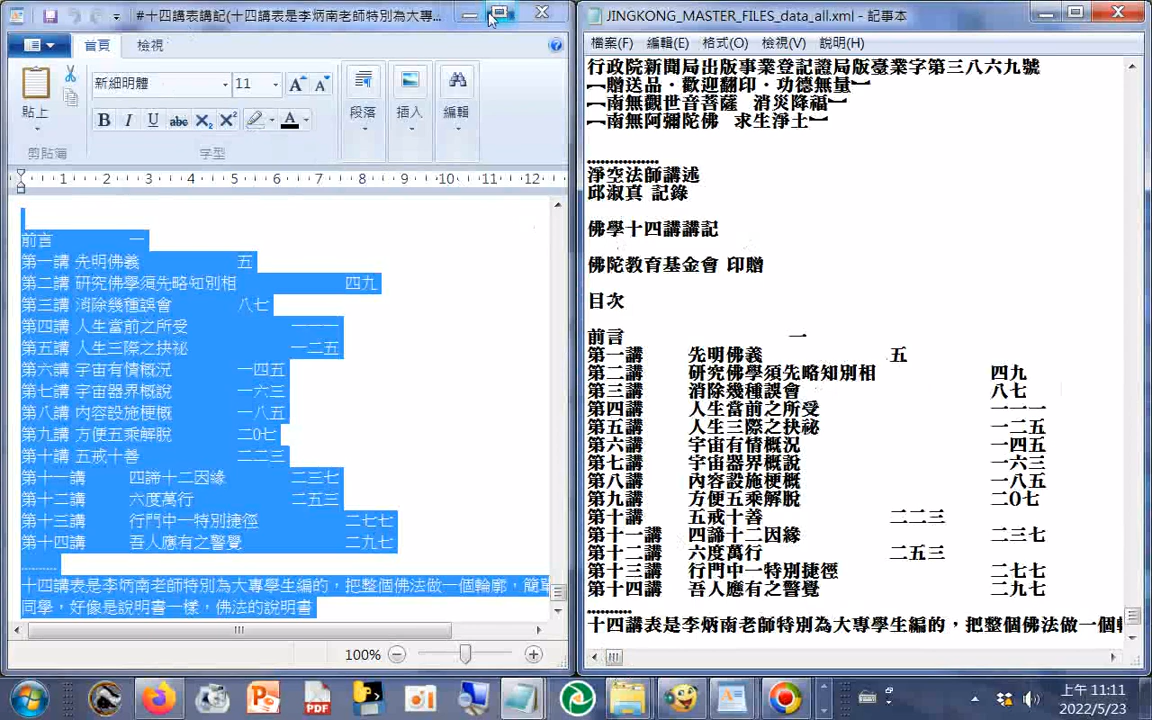 #十四講表講記(十四講表是李炳南老師特別為大專...
首頁 檢視
新細明體 11
貼上
B I U abc X₂ X² A
段落 插入 編輯
剪貼簿 字型
1 2 3 4 5 6 7 8 9 10 11 12
前言 一
第一講 先明佛義 五
第二講 研究佛學須先略知別相 四九
第三講 消除幾種誤會 八七
第四講 人生當前之所受 一一一
第五講 人生三際之抉祕 一二五
第六講 宇宙有情概況 一四五
第七講 宇宙器界概說 一六三
第八講 內容設施梗概 一八五
第九講 方便五乘解脫 二0七
第十講 五戒十善 二二三
第十一講 四諦十二因緣 二三七
第十二講 六度萬行 二五三
第十三講 行門中一特別捷徑 二七七
第十四講 吾人應有之警覺 二九七
........
十四講表是李炳南老師特別為大專學生編的，把整個佛法做一個輪廓，簡單
同學，好像是說明書一樣，佛法的說明書
100%
JINGKONG_MASTER_FILES_data_all.xml - 記事本
檔案(F) 編輯(E) 格式(O) 檢視(V) 說明(H)
行政院新聞局出版事業登記證局版臺業字第三八六九號
【贈送品·歡迎翻印·功德無量】
【南無觀世音菩薩 消災降福】
【南無阿彌陀佛 求生淨土】
................
淨空法師講述
邱淑真 記錄
佛學十四講講記
佛陀教育基金會 印贈
目次
前言 一
第一講 先明佛義 五
第二講 研究佛學須先略知別相 四九
第三講 消除幾種誤會 八七
第四講 人生當前之所受 一一一
第五講 人生三際之抉祕 一二五
第六講 宇宙有情概況 一四五
第七講 宇宙器界概說 一六三
第八講 內容設施梗概 一八五
第九講 方便五乘解脫 二0七
第十講 五戒十善 二二三
第十一講 四諦十二因緣 二三七
第十二講 六度萬行 二五三
第十三講 行門中一特別捷徑 二七七
第十四講 吾人應有之警覺 二九七
..........
十四講表是李炳南老師特別為大專學生編的，把整個佛法做一個
PDF
上午 11:11
2022/5/23